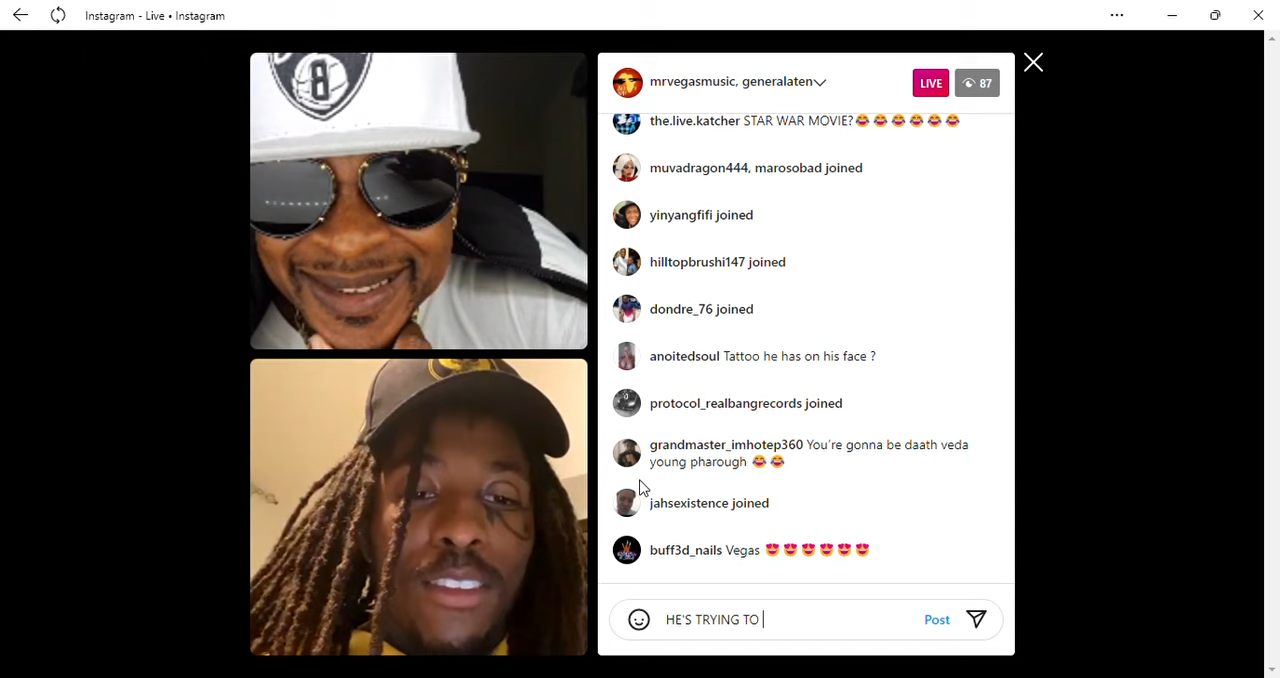 Instagram - Live • Instagram
8
mrvegasmusic, generalaten
LIVE
87
the.live.katcher STAR WAR MOVIE?😂😂😂😂😂😂
muvadragon444, marosobad joined
yinyangfifi joined
hilltopbrushi147 joined
dondre_76 joined
anoitedsoul Tattoo he has on his face ?
protocol_realbangrecords joined
grandmaster_imhotep360 You're gonna be daath veda
young pharough 😂😂
jahsexistence joined
buff3d_nails Vegas 😍😍😍😍😍😍
HE'S TRYING TO
Post